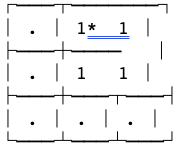 . | 1* 1 |
. | 1 1 |
. | . | . |